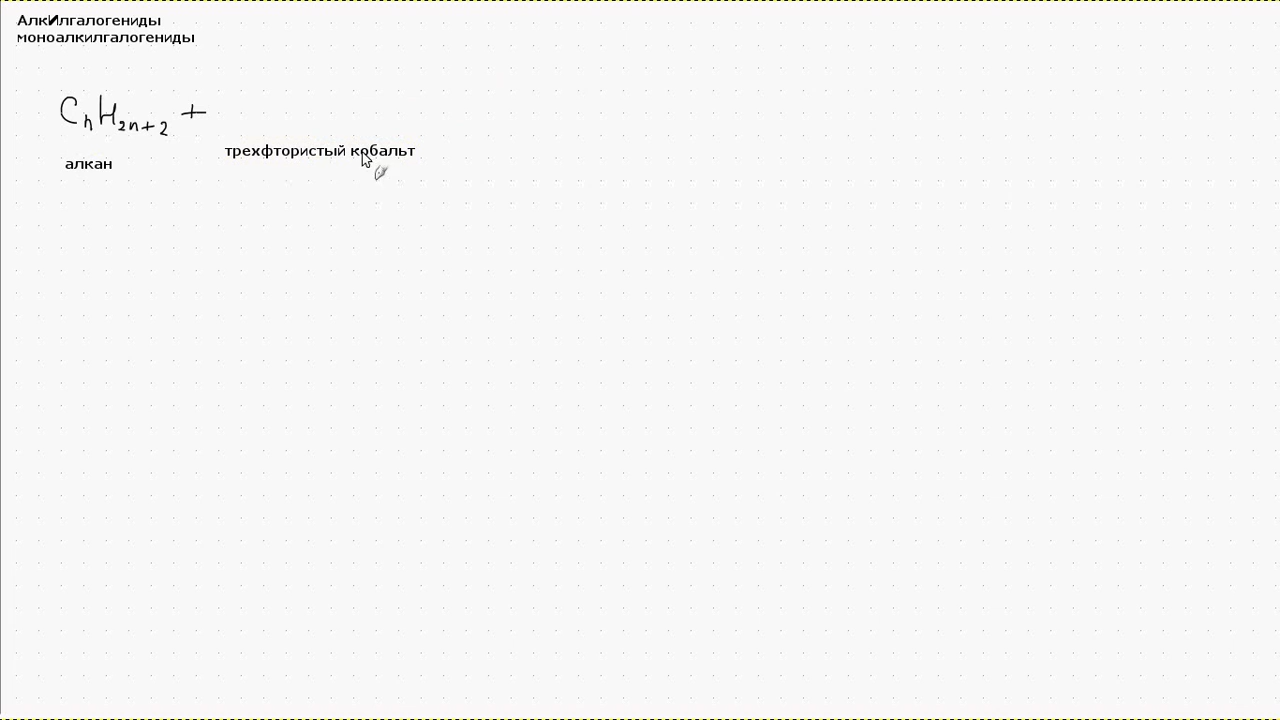 АлкИлгалогениды
моноалкилгалогениды
CnH2n+2 +
трехфтористый кобальт
алкан